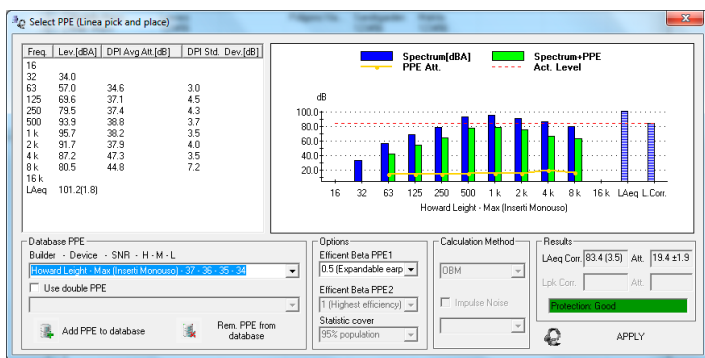 Select PPE (Linea pick and place)
Freq. Lev.[dBA] DPI Avg Att.[dB] DPI Std. Dev.[dB]
16
32 34.0
63 57.0 34.6 3.0
125 69.6 37.1 4.5
250 79.5 37.4 4.3
500 93.9 38.8 3.7
1 k 95.7 38.2 3.5
2 k 91.7 37.9 4.0
4 k 87.2 47.3 3.5
8 k 80.5 44.8 7.2
16 k
LAeq 101.2(1.8)
Spectrum[dBA] Spectrum+PPE
PPE Att. Act. Level
dB
100.0
80.0
60.0
40.0
20.0
16 32 63 125 250 500 1 k 2 k 4 k 8 k 16 k LAeq L.Corr.
Howard Leight - Max (Inserti Monouso)
Database PPE
Builder - Device - SNR - H - M - L
Howard Leight - Max (Inserti Monouso) - 37 - 36 - 35 - 34
Use double PPE
Add PPE to database
Rem. PPE from
database
Options
Efficent Beta PPE1
0.5 (Expandable earp
Efficent Beta PPE2
1 (Highest efficiency)
Statistic cover
95% population
Calculation Method
OBM
Impulse Noise
Results
LAeq Corr. 83.4 (3.5) Att. 19.4 ±1.9
Lpk Corr. Att.
Protection: Good
APPLY